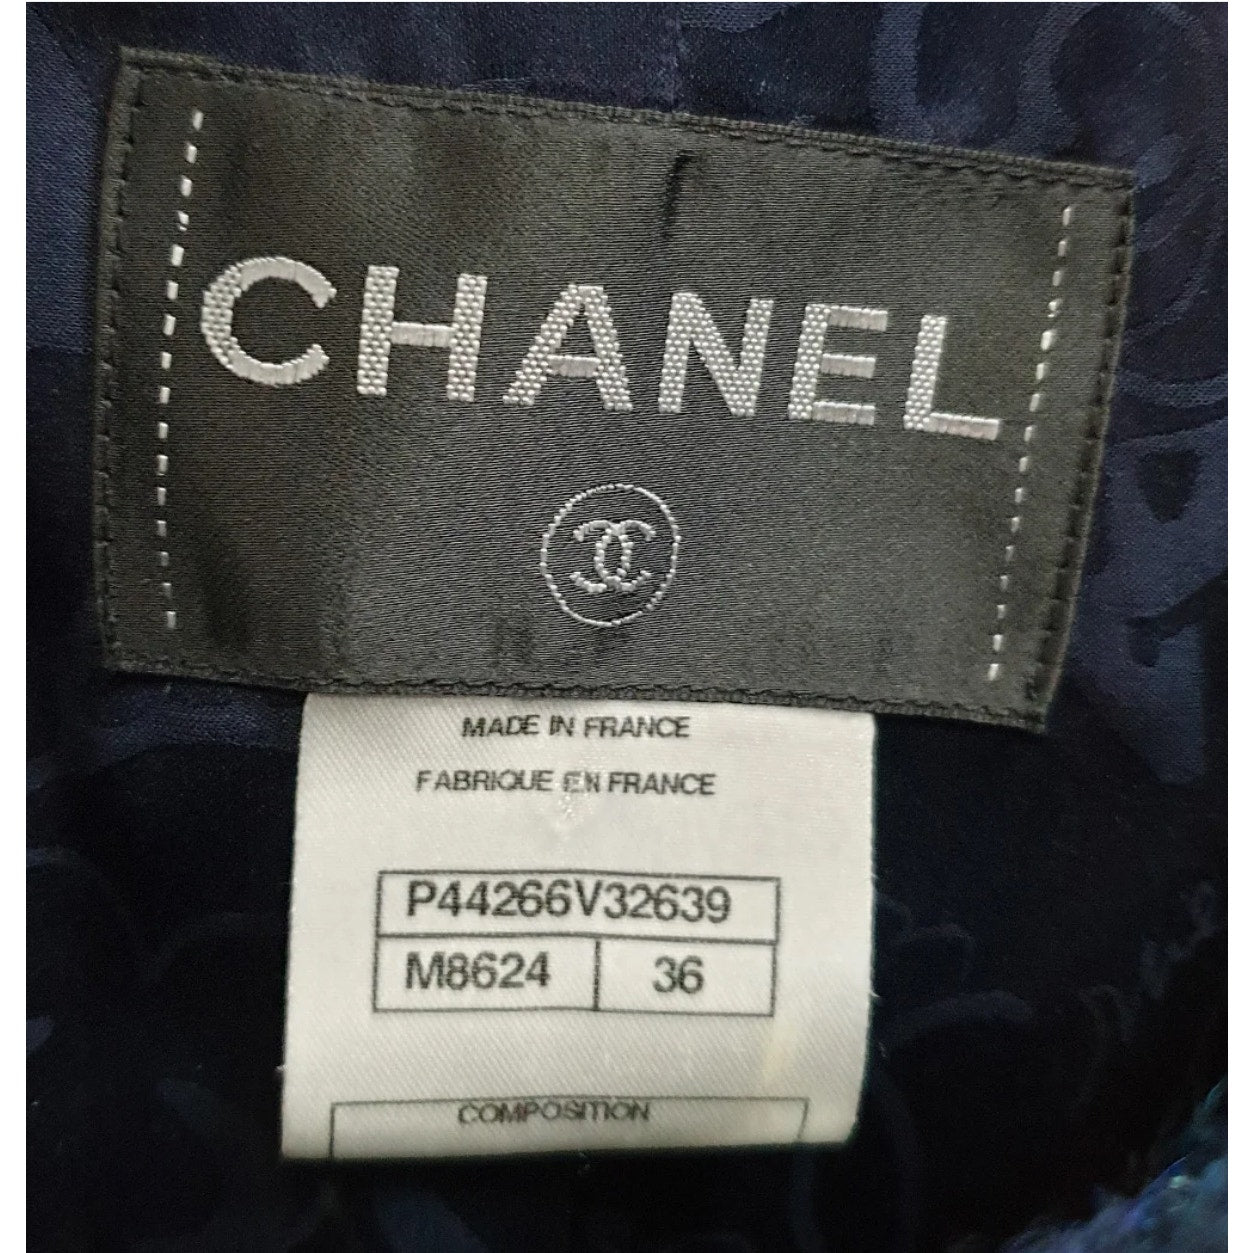 CHANEL
MADE IN FRANCE
FABRIQUE EN FRANCE
P44266V32639
M8624 36
COMPOSITION